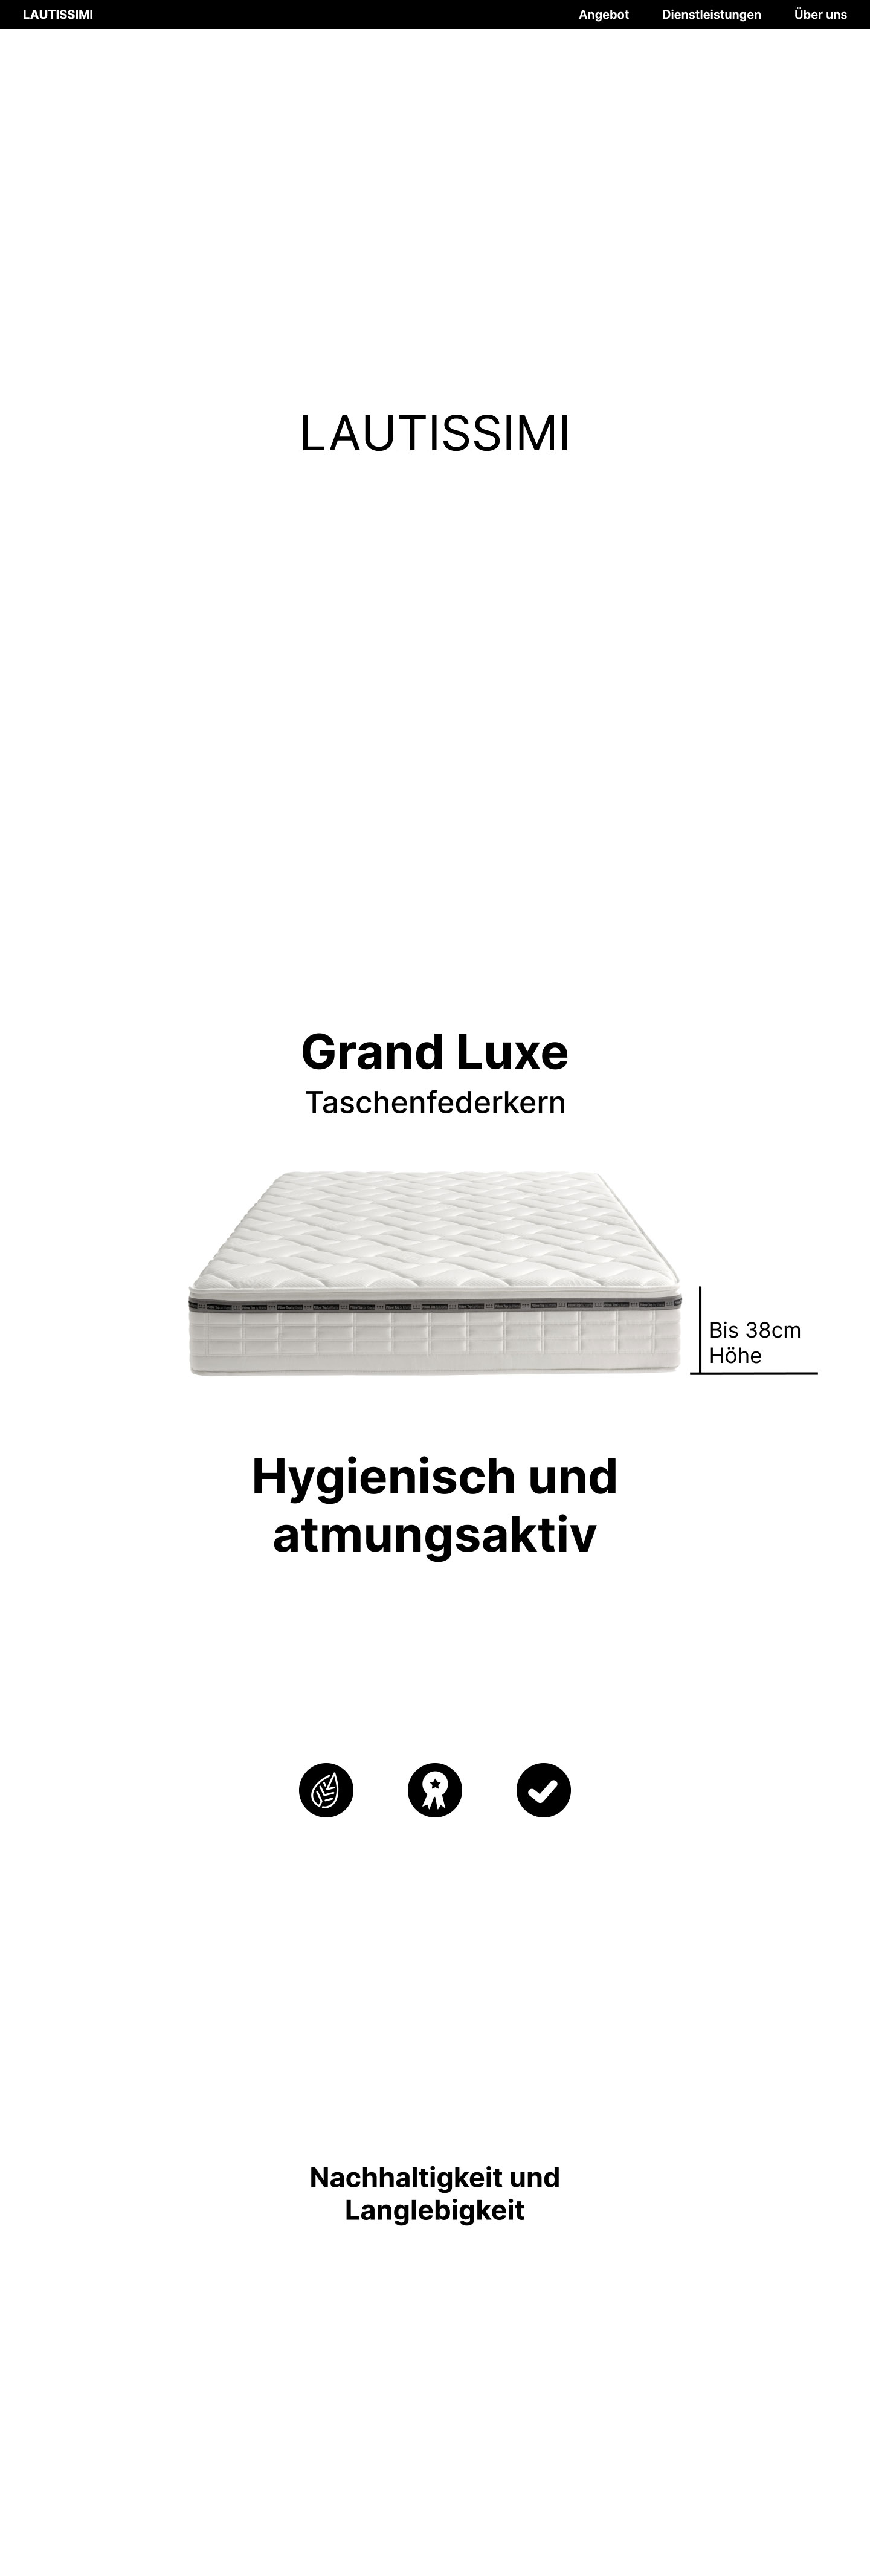 LAUTISSIMI
Angebot
Dienstleistungen
Über uns
LAUTISSIMI
Grand Luxe
Taschenfederkern
Bis 38cm
Höhe
Hygienisch und
atmungsaktiv
Nachhaltigkeit und
Langlebigkeit